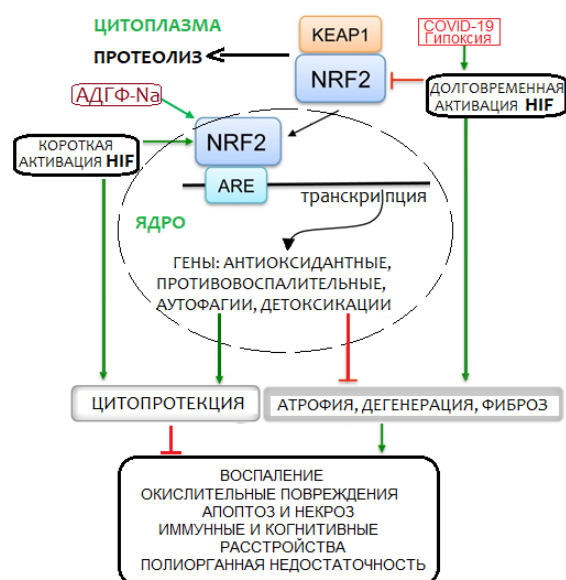 ЦИТОПЛАЗМА
KEAP1
COVID-19
Гипоксия
ПРОТЕОЛИЗ
NRF2
ДОЛГОВРЕМЕННАЯ
АКТИВАЦИЯ HIF
АДГФ-Na
КОРОТКАЯ
АКТИВАЦИЯ HIF
NRF2
ARE
транскрипция
ЯДРО
ГЕНЫ: АНТИОКСИДАНТНЫЕ,
ПРОТИВОВОСПАЛИТЕЛЬНЫЕ,
АУТОФАГИИ, ДЕТОКСИКАЦИИ
ЦИТОПРОТЕКЦИЯ
АТРОФИЯ, ДЕГЕНЕРАЦИЯ, ФИБРОЗ
ВОСПАЛЕНИЕ
ОКИСЛИТЕЛЬНЫЕ ПОВРЕЖДЕНИЯ
АПОПТОЗ И НЕКРОЗ
ИММУННЫЕ И КОГНИТИВНЫЕ
РАССТРОЙСТВА
ПОЛИОРГАННАЯ НЕДОСТАТОЧНОСТЬ